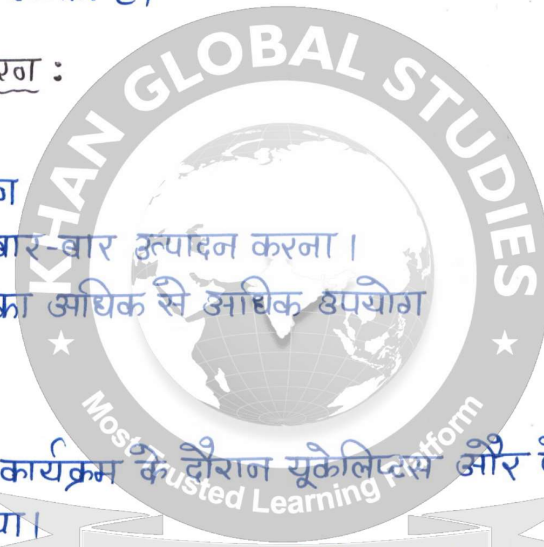 रण :
KHAN GLOBAL STUDIES
बार-बार उत्पादन करना।
का अधिक से अधिक उपयोग
कार्यक्रम के दौरान यूकेलिप्टस और
Most Trusted Learning Platform